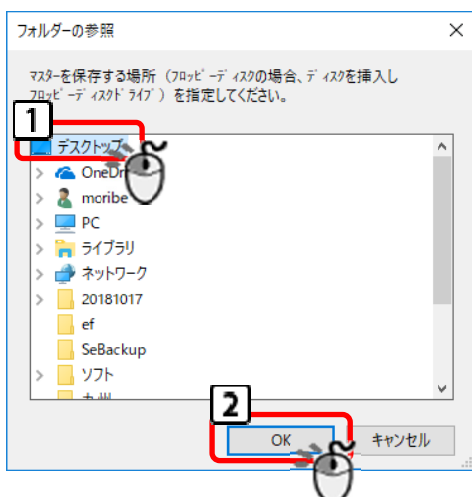 フォルダーの参照
マスターを保存する場所（フロッピーディスクの場合、ディスクを挿入し
フロッピーディスクドライブ）を指定してください。
1
デスクトップ
OneDr
mcribe
PC
ライブラリ
ネットワーク
20181017
ef
SeBackup
ソフト
2
OK
キャンセル